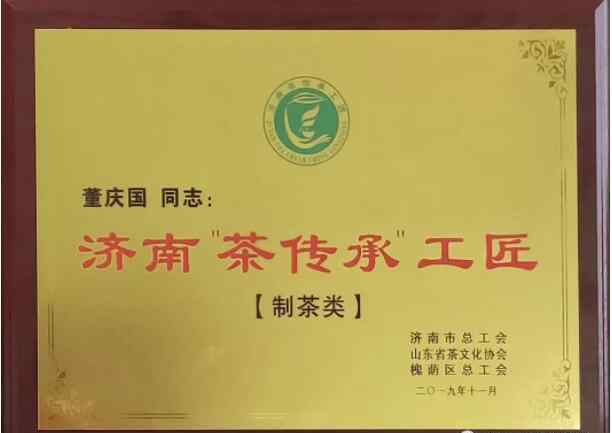 董庆国 同志：
济南"茶传承"工匠
【制茶类】
济南市总工会
山东省茶文化协会
槐荫区总工会
二〇一九年十一月